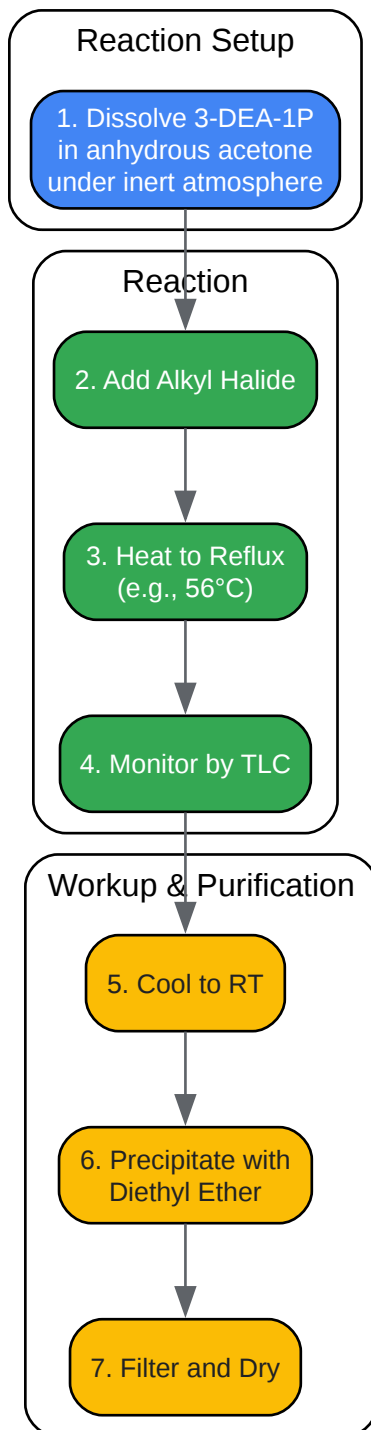 Reaction Setup
1. Dissolve 3-DEA-1P
in anhydrous acetone
under inert atmosphere
Reaction
2. Add Alkyl Halide
3. Heat to Reflux
(e.g., 56°C)
4. Monitor by TLC
Workup & Purification
5. Cool to RT
6. Precipitate with
Diethyl Ether
7. Filter and Dry